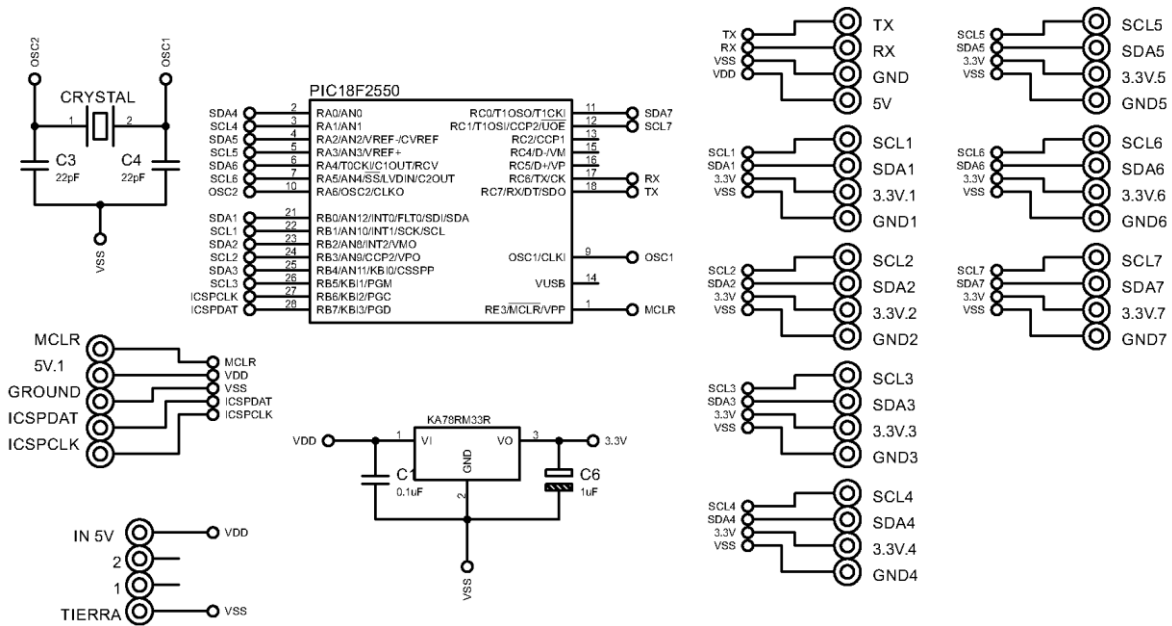 OSC2
OSC1
CRYSTAL
1
2
C3
22pF
C4
22pF
VSS
PIC18F2550
SDA4 2 RA0/AN0
SCL4 3 RA1/AN1
SDA5 4 RA2/AN2/VREF-/CVREF
SCL5 5 RA3/AN3/VREF+
SDA6 6 RA4/T0CKI/C1OUT/RCV
SCL6 7 RA5/AN4/SS/LVDIN/C2OUT
OSC2 10 RA6/OSC2/CLKO
SDA1 21 RB0/AN12/INT0/FLT0/SDI/SDA
SCL1 22 RB1/AN10/INT1/SCK/SCL
SDA2 23 RB2/AN8/INT2/VMO
SCL2 24 RB3/AN9/CCP2/VPO
SDA3 25 RB4/AN11/KBI0/CSSPP
SCL3 26 RB5/KBI1/PGM
ICSPCLK 27 RB6/KBI2/PGC
ICSPDAT 28 RB7/KBI3/PGD
RC0/T1OSO/T1CKI 11 SDA7
RC1/T1OSI/CCP2/UOE 12 SCL7
RC2/CCP1 13
RC4/D-/VM 15
RC5/D+/VP 16
RC6/TX/CK 17 RX
RC7/RX/DT/SDO 18 TX
OSC1/CLKI 9 OSC1
VUSB 14
RE3/MCLR/VPP 1 MCLR
MCLR
5V.1
GROUND
ICSPDAT
ICSPCLK
MCLR
VDD
VSS
ICSPDAT
ICSPCLK
IN 5V VDD
2
1
TIERRA VSS
KA78RM33R
VDD 1 VI VO 3 3.3V
GND
2
C1
0.1uF
C6
1uF
VSS
TX
RX
VSS
VDD
TX
RX
GND
5V
SCL1
SDA1
3.3V
VSS
SCL1
SDA1
3.3V.1
GND1
SCL2
SDA2
3.3V
VSS
SCL2
SDA2
3.3V.2
GND2
SCL3
SDA3
3.3V
VSS
SCL3
SDA3
3.3V.3
GND3
SCL4
SDA4
3.3V
VSS
SCL4
SDA4
3.3V.4
GND4
SCL5
SDA5
3.3V
VSS
SCL5
SDA5
3.3V.5
GND5
SCL6
SDA6
3.3V
VSS
SCL6
SDA6
3.3V.6
GND6
SCL7
SDA7
3.3V
VSS
SCL7
SDA7
3.3V.7
GND7